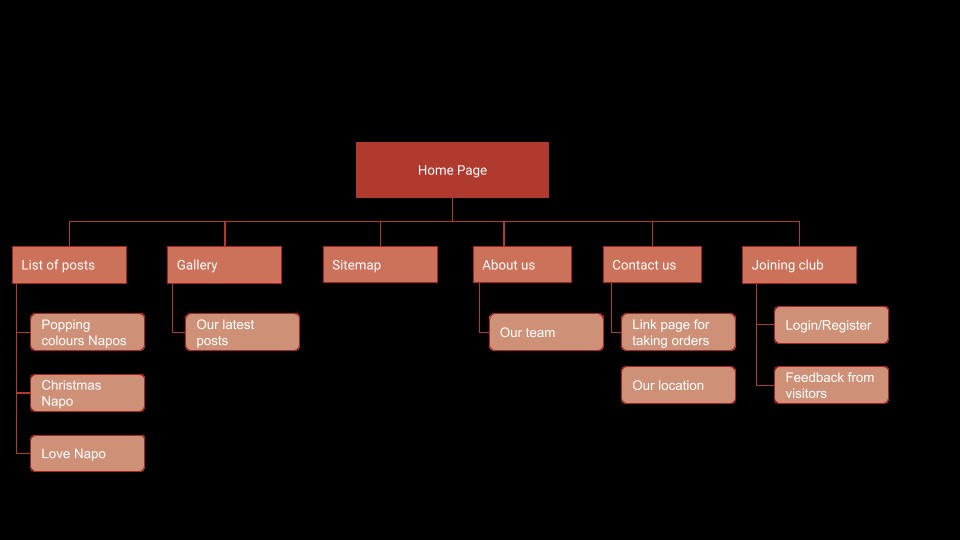 Home Page
List of posts
Gallery
Sitemap
About us
Contact us
Joining club
Popping
colours Napos
Christmas
Napo
Love Napo
Our latest
posts
Our team
Link page for
taking orders
Our location
Login/Register
Feedback from
visitors